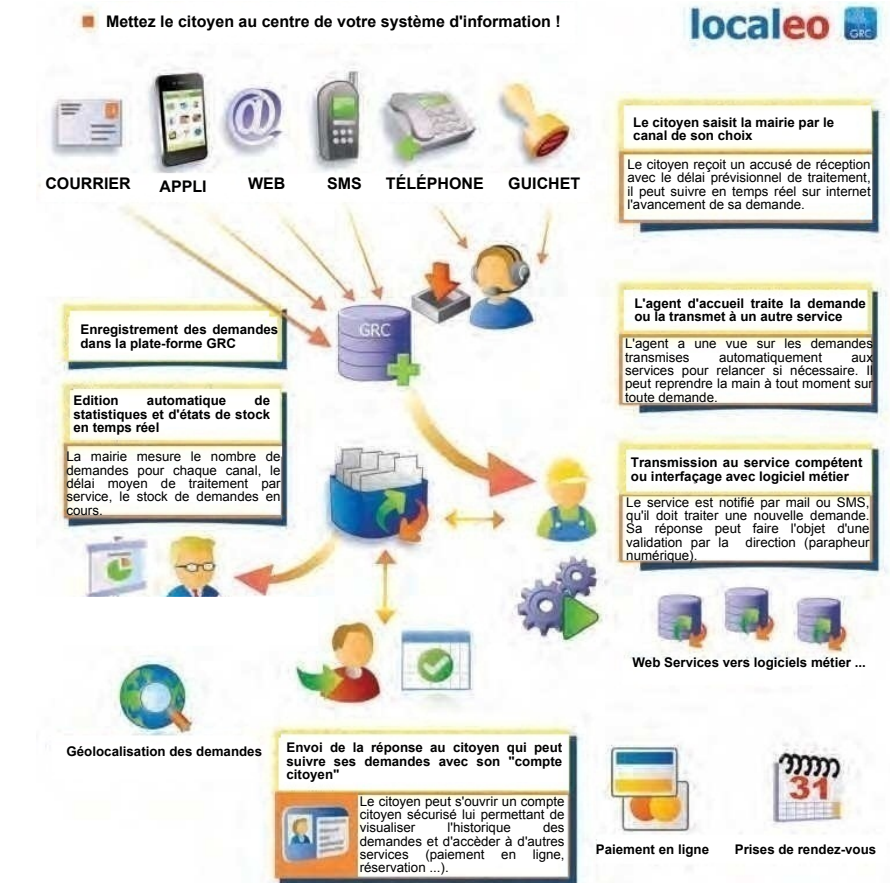 Mettez le citoyen au centre de votre système d'information !
localeo
GRC
COURRIER
APPLI
WEB
SMS
TÉLÉPHONE
GUICHET
Le citoyen saisit la mairie par le
canal de son choix
Le citoyen reçoit un accusé de réception
avec le délai prévisionnel de traitement,
il peut suivre en temps réel sur internet
l'avancement de sa demande.
GRC
Enregistrement des demandes
dans la plate-forme GRC
L'agent d'accueil traite la demande
ou la transmet à un autre service
L'agent a une vue sur les demandes
transmises automatiquement aux
services pour relancer si nécessaire. Il
peut reprendre la main à tout moment sur
toute demande.
Edition automatique de
statistiques et d'états de stock
en temps réel
La mairie mesure le nombre de
demandes pour chaque canal, le
délai moyen de traitement par
service, le stock de demandes en
cours.
Transmission au service compétent
ou interfaçage avec logiciel métier
Le service est notifié par mail ou SMS,
qu'il doit traiter une nouvelle demande.
Sa réponse peut faire l'objet d'une
validation par la direction (parapheur
numérique).
Web Services vers logiciels métier ...
Géolocalisation des demandes
Envoi de la réponse au citoyen qui peut
suivre ses demandes avec son "compte
citoyen"
Le citoyen peut s'ouvrir un compte
citoyen sécurisé lui permettant de
visualiser l'historique des
demandes et d'accèder à d'autres
services (paiement en ligne,
réservation ...).
31
Paiement en ligne
Prises de rendez-vous